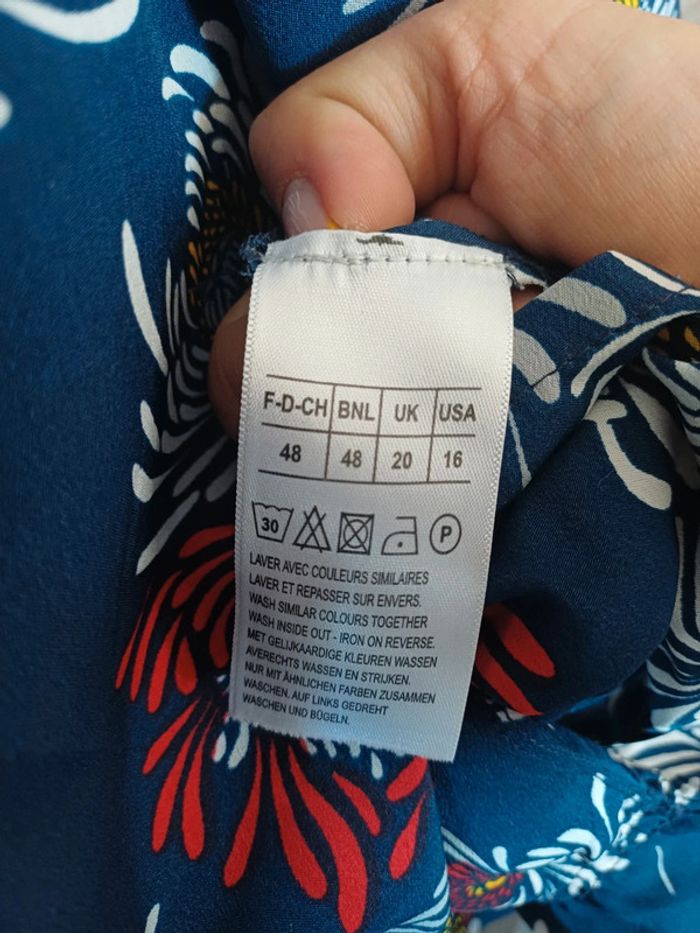 F-D-CH BNL UK USA
48 48 20 16
30 P
LAVER AVEC COULEURS SIMILAIRES
LAVER ET REPASSER SUR ENVERS.
WASH SIMILAR COLOURS TOGETHER
WASH INSIDE OUT - IRON ON REVERSE.
MET GELIJKAARDIGE KLEUREN WASSEN
AVERECHTS WASSEN EN STRIJKEN.
NUR MIT ÄHNLICHEN FARBEN ZUSAMMEN
WASCHEN. AUF LINKS GEDREHT
WASCHEN UND BÜGELN.